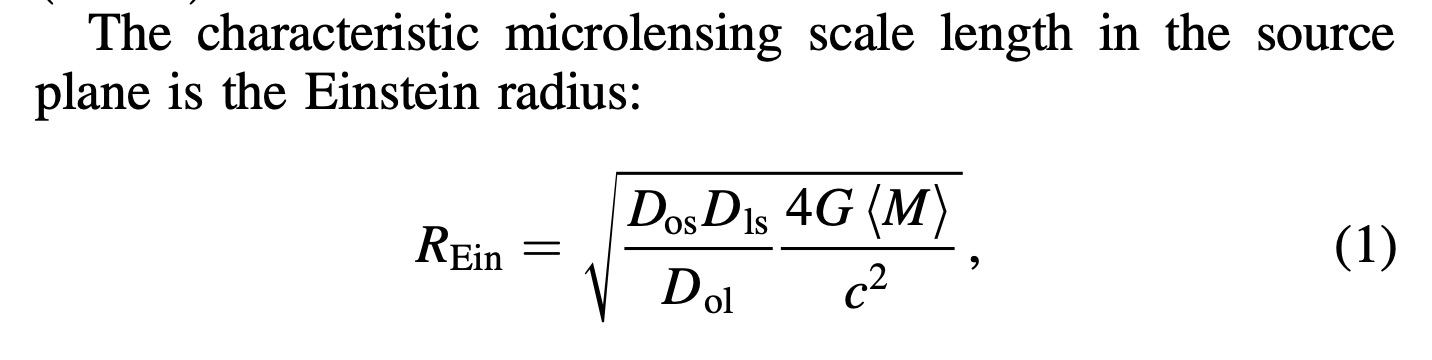 The characteristic microlensing scale length in the source
plane is the Einstein radius:
R_Ein = √(D_os D_ls / D_ol · 4G ⟨M⟩ / c²), (1)